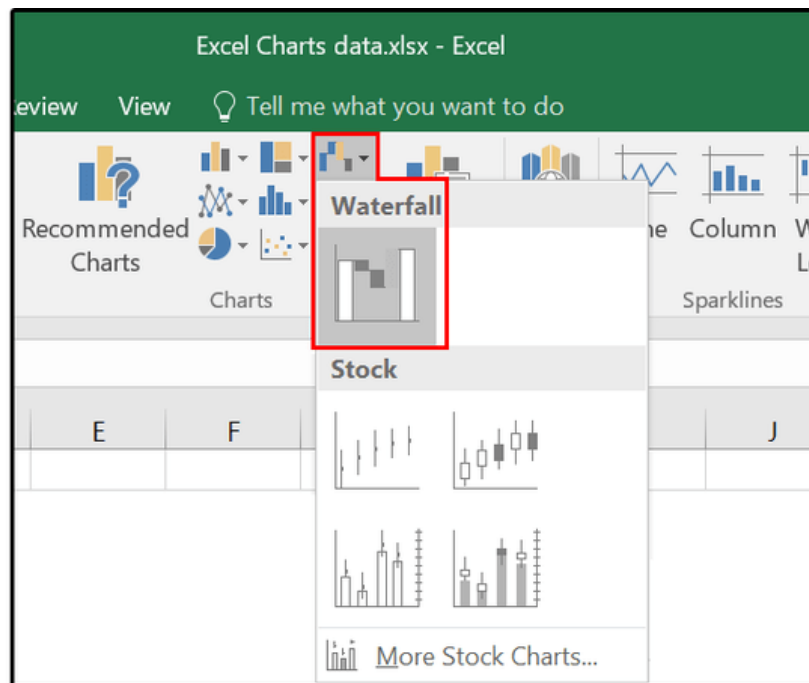 Excel Charts data.xlsx - Excel
eview View Tell me what you want to do
Recommended
Charts
Waterfall
Column
Charts
Sparklines
Stock
E F J
More Stock Charts...